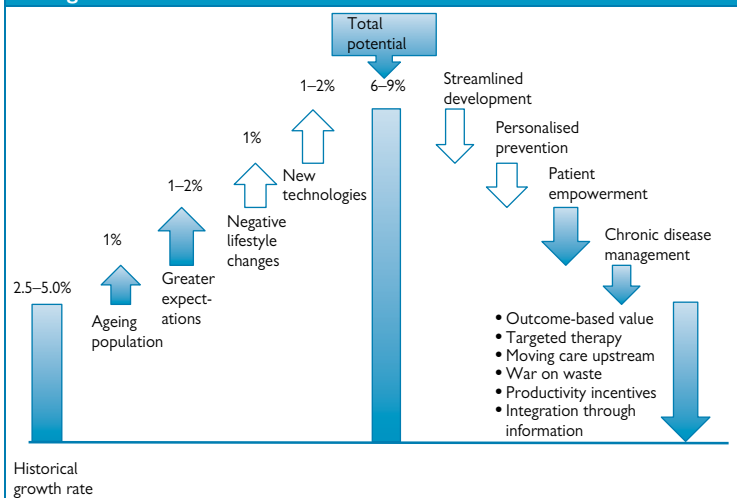 Total
potential
1–2%
6–9%
Streamlined
development
1%
Personalised
prevention
1–2%
New
technologies
Patient
empowerment
1%
Negative
lifestyle
changes
Chronic disease
management
2.5–5.0%
Greater
expect-
ations
Ageing
population
• Outcome-based value
• Targeted therapy
• Moving care upstream
• War on waste
• Productivity incentives
• Integration through
information
Historical
growth rate